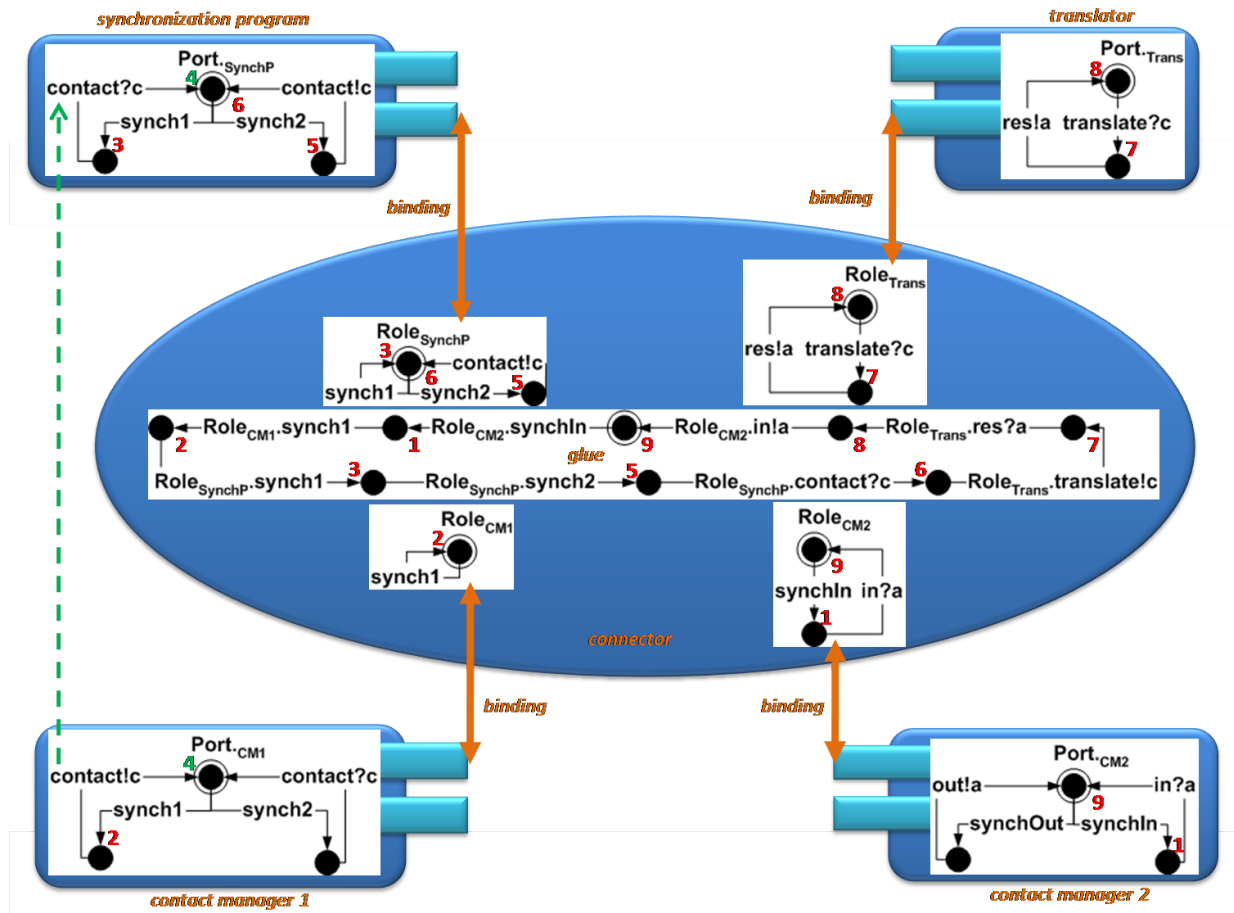 synchronization program
translator
Port.SynchP
contact?c
4
contact!c
6
synch1
synch2
3
5
Port.Trans
8
res!a
translate?c
7
binding
binding
RoleSynchP
3
contact!c
6
5
synch1
synch2
RoleTrans
8
res!a
translate?c
7
2
RoleCM1.synch1
1
RoleCM2.synchIn
9
RoleCM2.in!a
8
RoleTrans.res?a
7
glue
RoleSynchP.synch1
3
RoleSynchP.synch2
5
RoleSynchP.contact?c
6
RoleTrans.translate!c
RoleCM1
2
synch1
RoleCM2
9
synchIn
in?a
1
connector
binding
binding
Port.CM1
4
contact!c
contact?c
synch1
synch2
2
contact manager 1
Port.CM2
out!a
in?a
9
synchOut
synchIn
1
contact manager 2